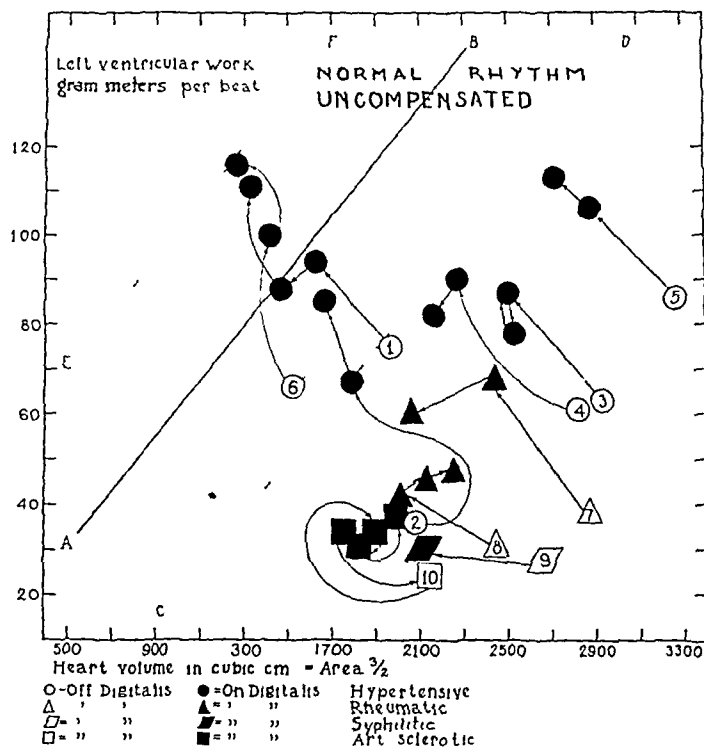 F B D
Left ventricular work
gram meters per beat
NORMAL RHYTHM
UNCOMPENSATED
120
100
80
E
60
40
A
20
C
1
2
3
4
5
6
7
8
9
10
500 900 300 1700 2100 2500 2900 3300
Heart volume in cubic cm = Area 3/2
O-Off Digitalis ●=On Digitalis Hypertensive
△ " " ▲= " " Rheumatic
▱= " " ▰= " " Syphilitic
□= " " ■= " " Art sclerotic